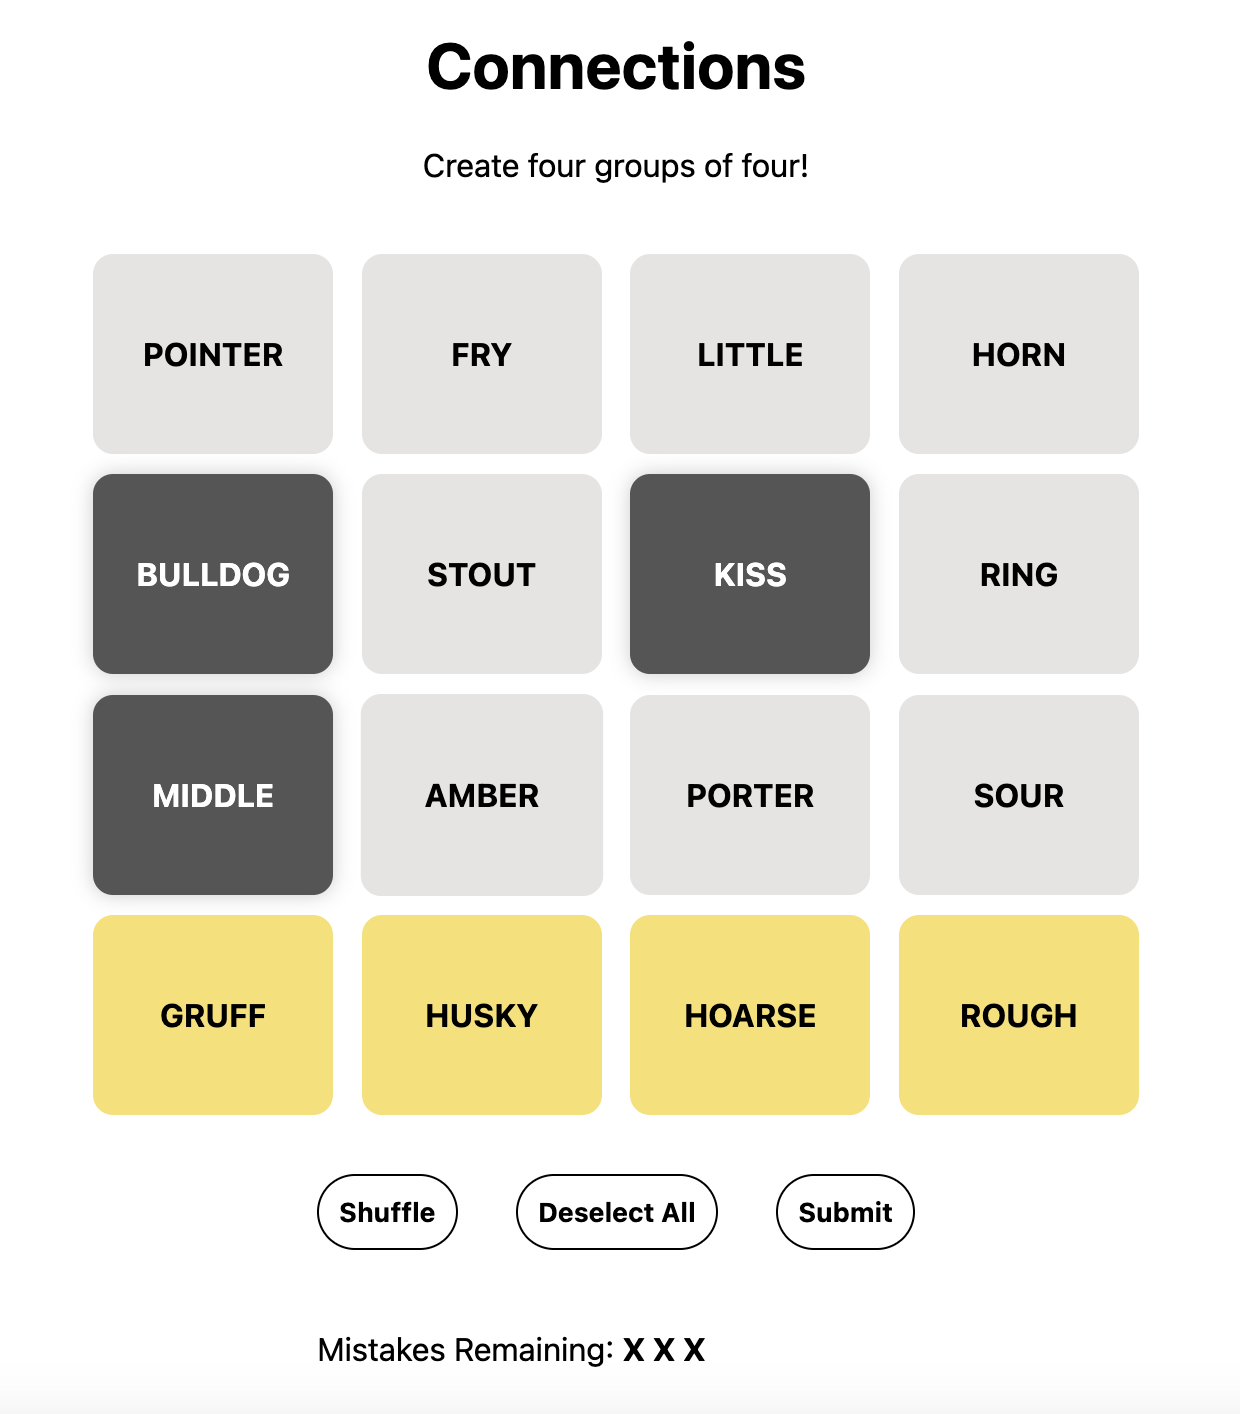 Connections
Create four groups of four!
POINTER FRY LITTLE HORN
BULLDOG STOUT KISS RING
MIDDLE AMBER PORTER SOUR
GRUFF HUSKY HOARSE ROUGH
Shuffle Deselect All Submit
Mistakes Remaining: X X X